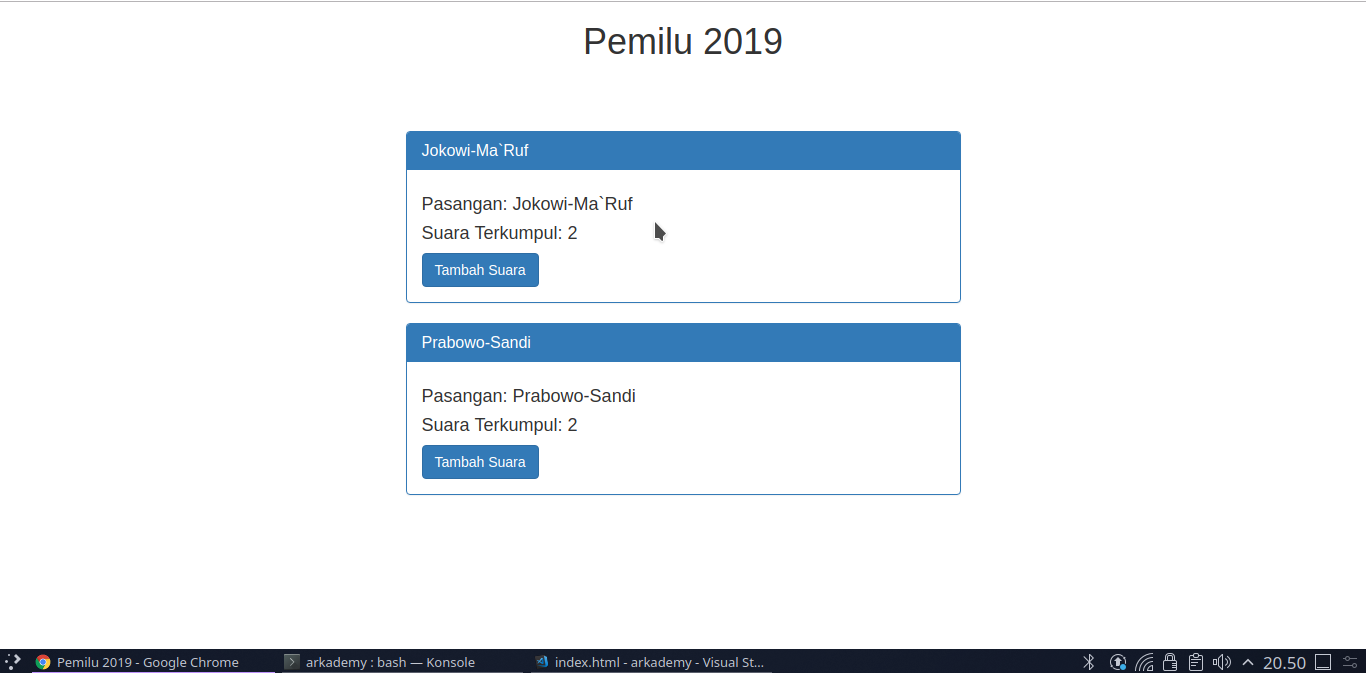 Pemilu 2019
Jokowi-Ma`Ruf
Pasangan: Jokowi-Ma`Ruf
Suara Terkumpul: 2
Tambah Suara
Prabowo-Sandi
Pasangan: Prabowo-Sandi
Suara Terkumpul: 2
Tambah Suara
Pemilu 2019 - Google Chrome
arkademy : bash — Konsole
index.html - arkademy - Visual St...
20.50